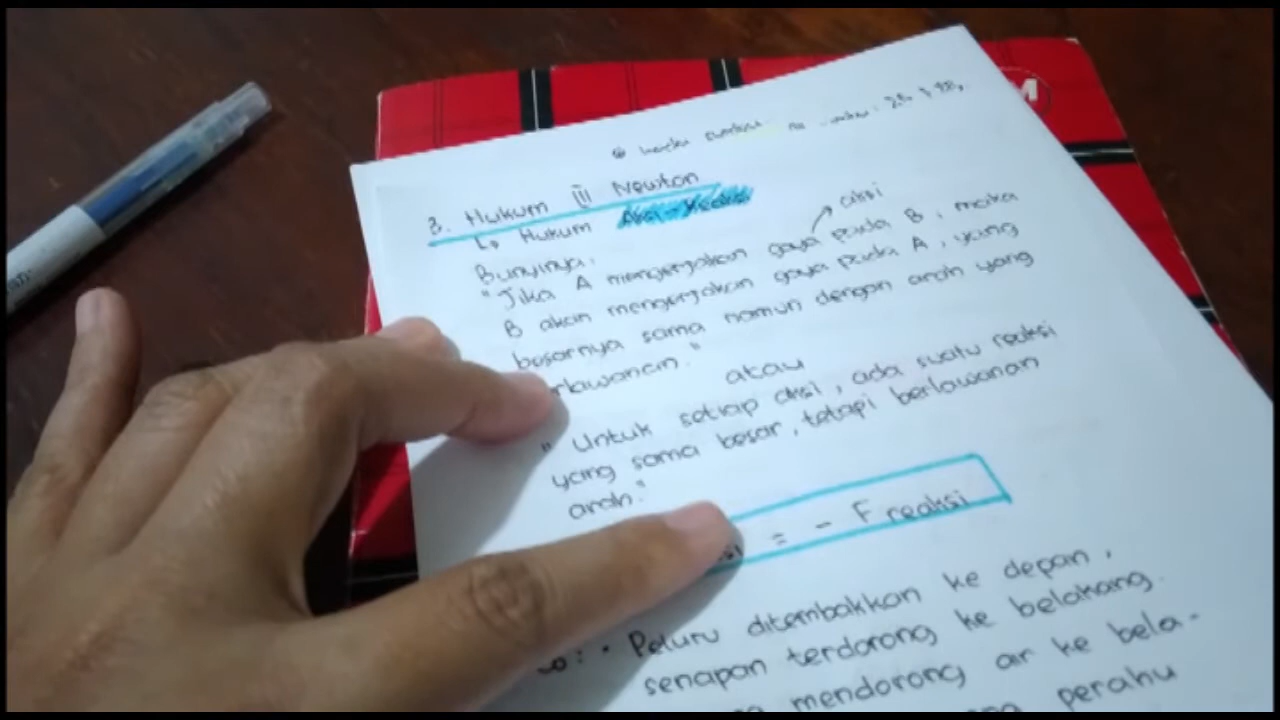 3. Hukum III Newton
↳ Hukum Aksi - Reaksi
Bunyinya,
aksi
"Jika A mengerjakan gaya pada B, maka
B akan mengerjakan gaya pada A, yang
besarnya sama namun dengan arah yang
rlawanan."
atau
"Untuk setiap aksi, ada suatu reaksi
yang sama besar, tetapi berlawanan
arah."
= - F reaksi
co: • Peluru ditembakkan ke depan,
senapan terdorong ke belakang.
mendorong air ke bela-
perahu